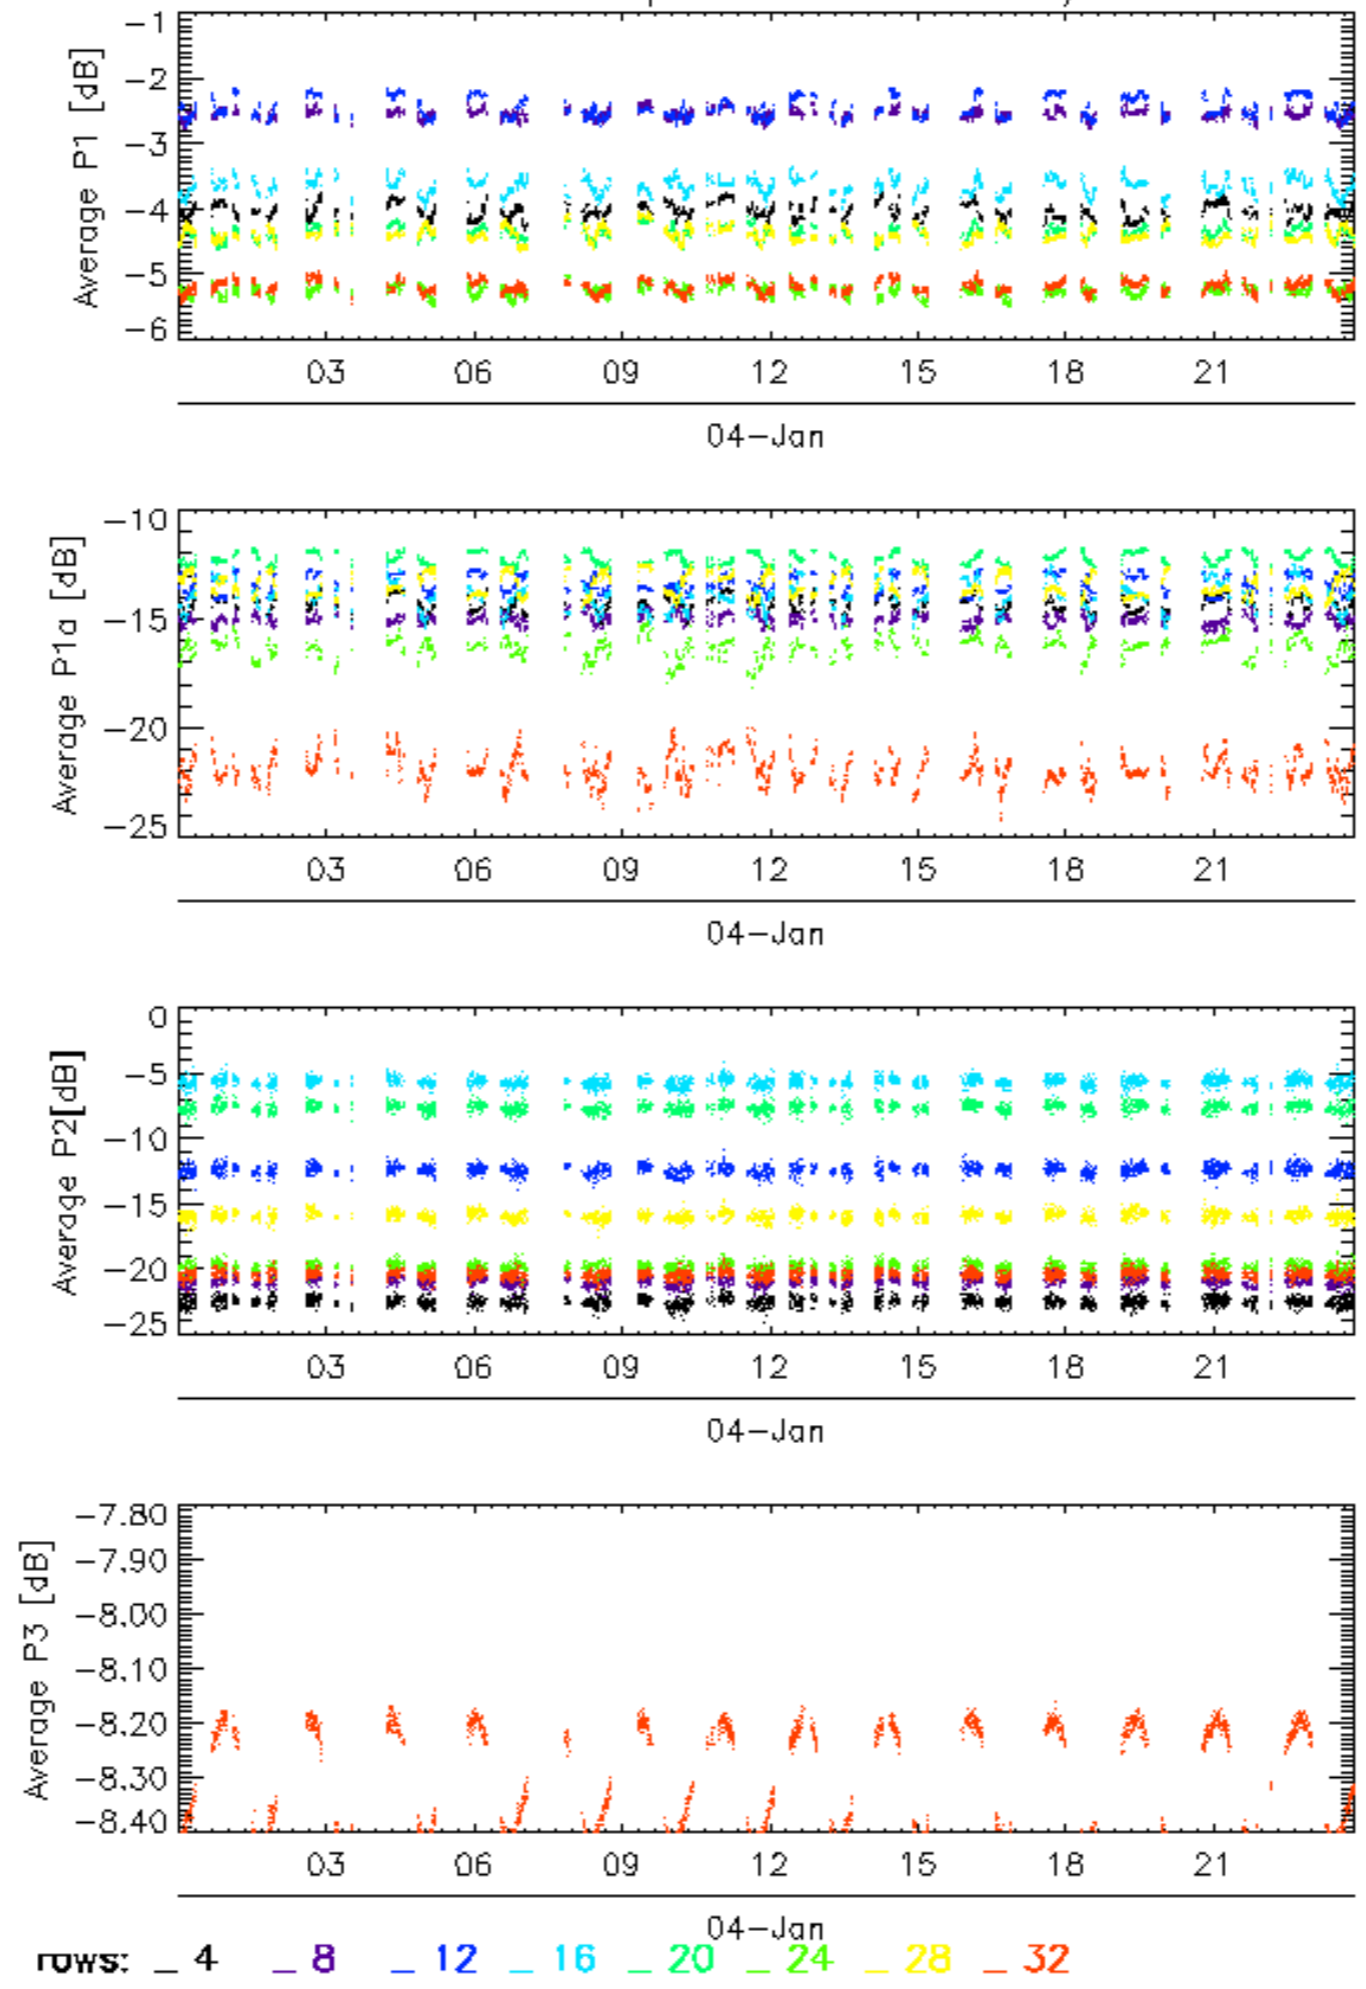 Average P1 [dB]
-1
-2
-3
-4
-5
-6
03 06 09 12 15 18 21
04-Jan
Average P1a [dB]
-10
-15
-20
-25
03 06 09 12 15 18 21
04-Jan
Average P2[dB]
0
-5
-10
-15
-20
-25
03 06 09 12 15 18 21
04-Jan
Average P3 [dB]
-7.80
-7.90
-8.00
-8.10
-8.20
-8.30
-8.40
03 06 09 12 15 18 21
04-Jan
rows: _ 4 _ 8 _ 12 _ 16 _ 20 _ 24 _ 28 _ 32